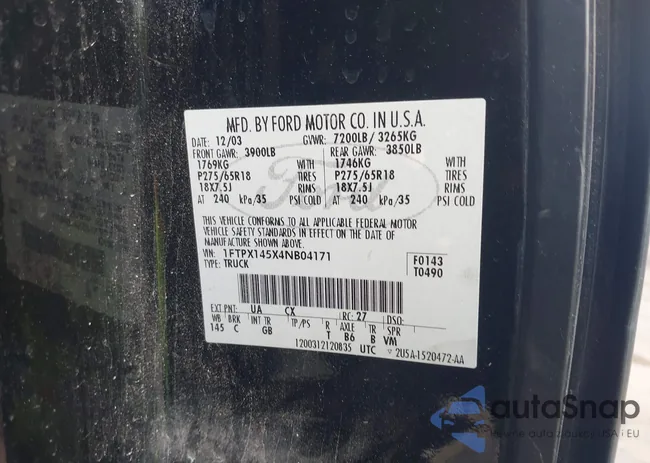 MFD. BY FORD MOTOR CO. IN U.S.A.
DATE: 12/03 GVWR: 7200LB/ 3265KG
FRONT GAWR: 3900LB REAR GAWR: 3850LB
1769KG 1746KG
P275/65R18 TIRES P275/65R18 TIRES
18X7.5J RIMS 18X7.5J RIMS
AT 240 kPa/35 PSI COLD AT 240 kPa/35 PSI COLD
Ford
THIS VEHICLE CONFORMS TO ALL APPLICABLE FEDERAL MOTOR
VEHICLE SAFETY STANDARDS IN EFFECT ON THE DATE OF
MANUFACTURE SHOWN ABOVE.
VIN: 1FTPX145X4NB04171 F0143
TYPE: TRUCK T0490
EXT PNT: UA CX RC: 27 DSO:
WB BRK INT TR TP/PS R AXLE TR SPR
145 C GB T B6 B VM
120031212083S UTC 2U5A-1520472-AA
autoSnap